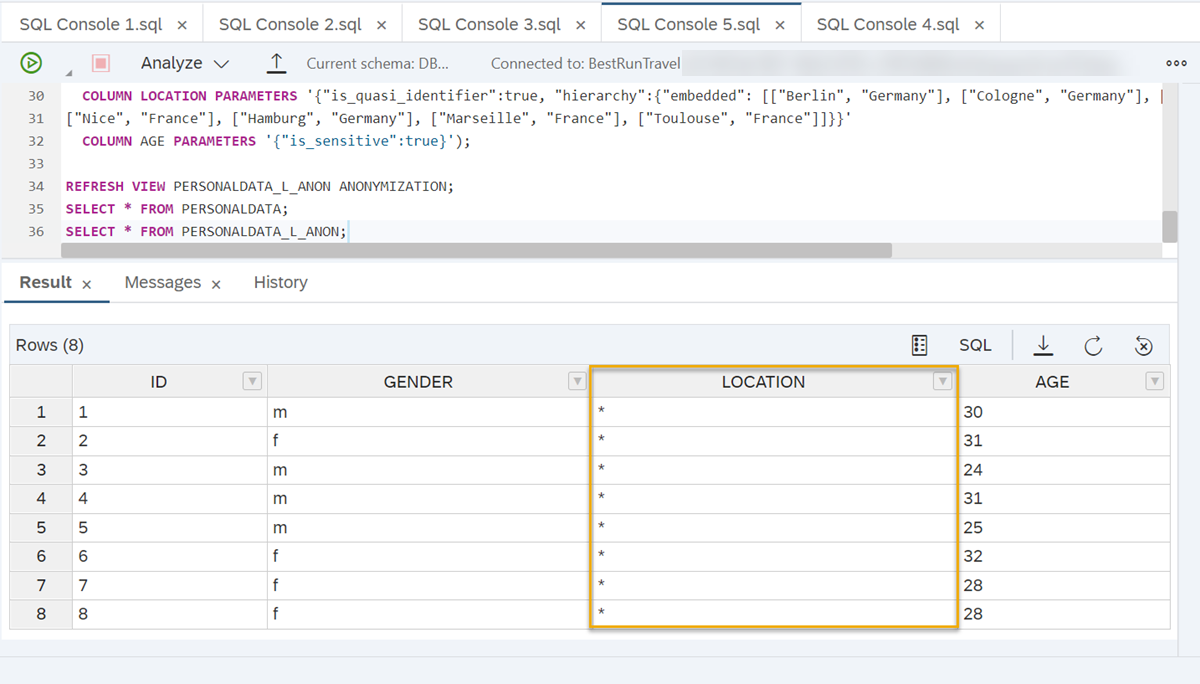 SQL Console 1.sql × SQL Console 2.sql × SQL Console 3.sql × SQL Console 5.sql × SQL Console 4.sql ×
Analyze Current schema: DB... Connected to: BestRunTravel
30 COLUMN LOCATION PARAMETERS '{"is_quasi_identifier":true, "hierarchy":{"embedded": [["Berlin", "Germany"], ["Cologne", "Germany"], [
31 ["Nice", "France"], ["Hamburg", "Germany"], ["Marseille", "France"], ["Toulouse", "France"]]}}'
32 COLUMN AGE PARAMETERS '{"is_sensitive":true}');
33
34 REFRESH VIEW PERSONALDATA_L_ANON ANONYMIZATION;
35 SELECT * FROM PERSONALDATA;
36 SELECT * FROM PERSONALDATA_L_ANON;
Result × Messages × History
Rows (8) SQL
ID GENDER LOCATION AGE
1 1 m * 30
2 2 f * 31
3 3 m * 24
4 4 m * 31
5 5 m * 25
6 6 f * 32
7 7 f * 28
8 8 f * 28